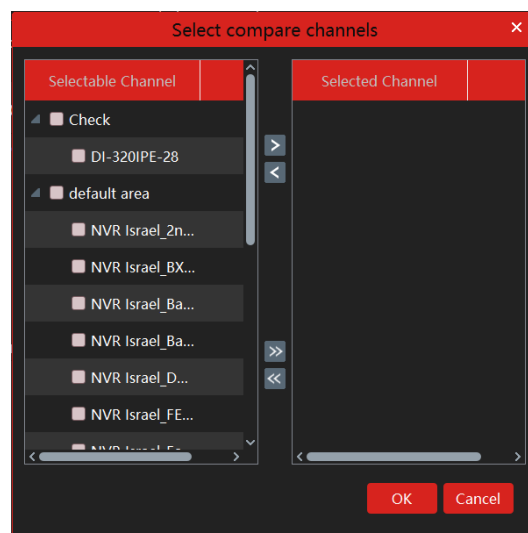 Select compare channels
Selectable Channel
Selected Channel
Check
DI-320IPE-28
default area
NVR Israel_2n...
NVR Israel_BX...
NVR Israel_Ba...
NVR Israel_Ba...
NVR Israel_D...
NVR Israel_FE...
OK
Cancel